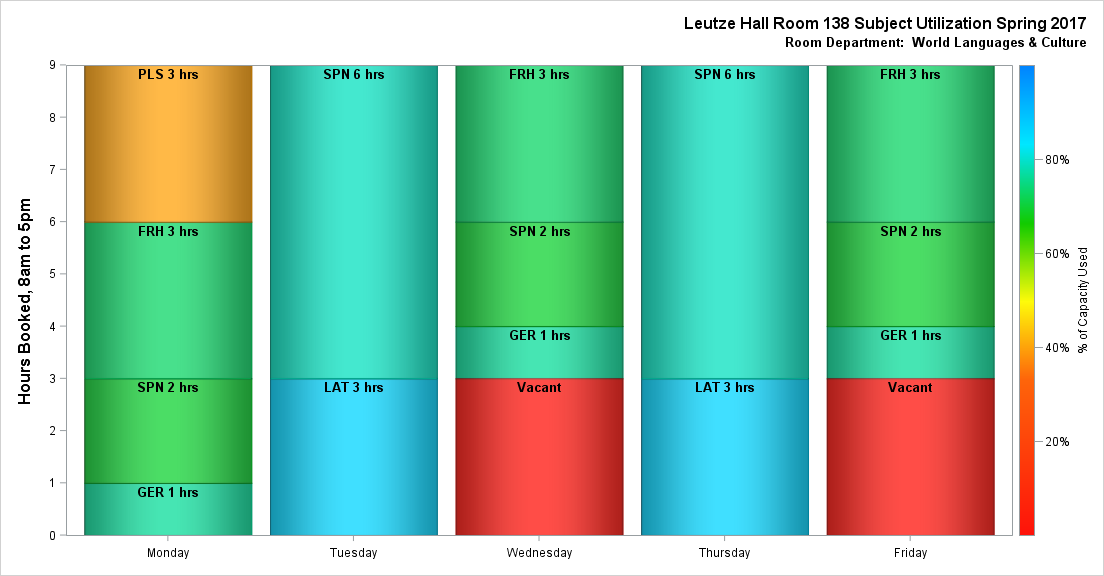 Leutze Hall Room 138 Subject Utilization Spring 2017
Room Department:  World Languages & Culture
Hours Booked, 8am to 5pm
9
8
7
6
5
4
3
2
1
0
PLS 3 hrs
FRH 3 hrs
SPN 2 hrs
GER 1 hrs
SPN 6 hrs
LAT 3 hrs
FRH 3 hrs
SPN 2 hrs
GER 1 hrs
Vacant
SPN 6 hrs
LAT 3 hrs
FRH 3 hrs
SPN 2 hrs
GER 1 hrs
Vacant
Monday
Tuesday
Wednesday
Thursday
Friday
80%
60%
40%
20%
% of Capacity Used